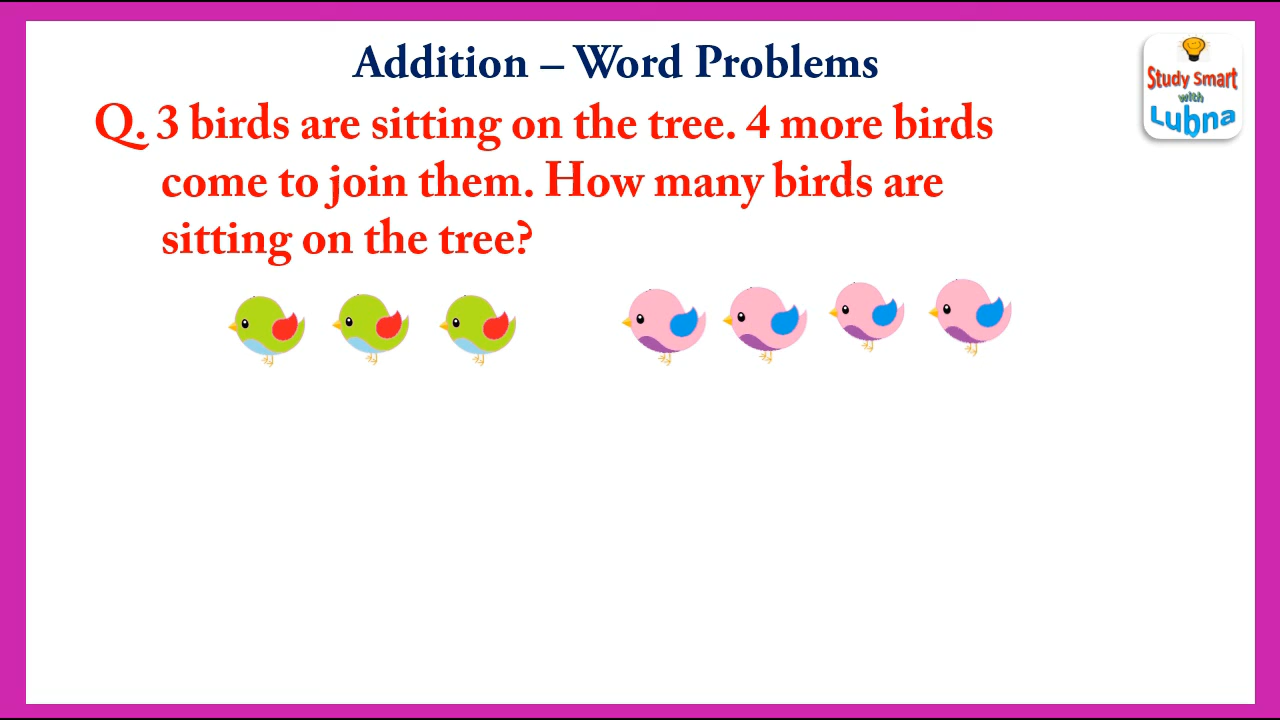 Addition – Word Problems
Study Smart
with
Lubna
Q. 3 birds are sitting on the tree. 4 more birds
come to join them. How many birds are
sitting on the tree?